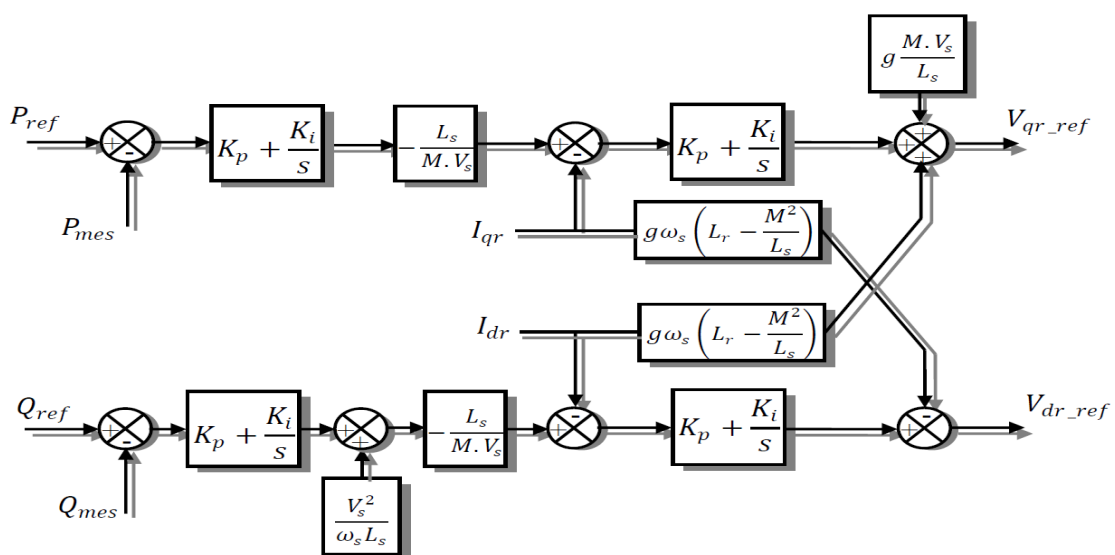 g M.V_s / L_s
P_ref + - K_p + K_i/s - L_s / M.V_s + - K_p + K_i/s + + + V_qr_ref
P_mes
I_qr gω_s (L_r - M² / L_s)
I_dr gω_s (L_r - M² / L_s)
Q_ref + - K_p + K_i/s + + - L_s / M.V_s + - K_p + K_i/s + - V_dr_ref
Q_mes
V_s² / ω_s L_s